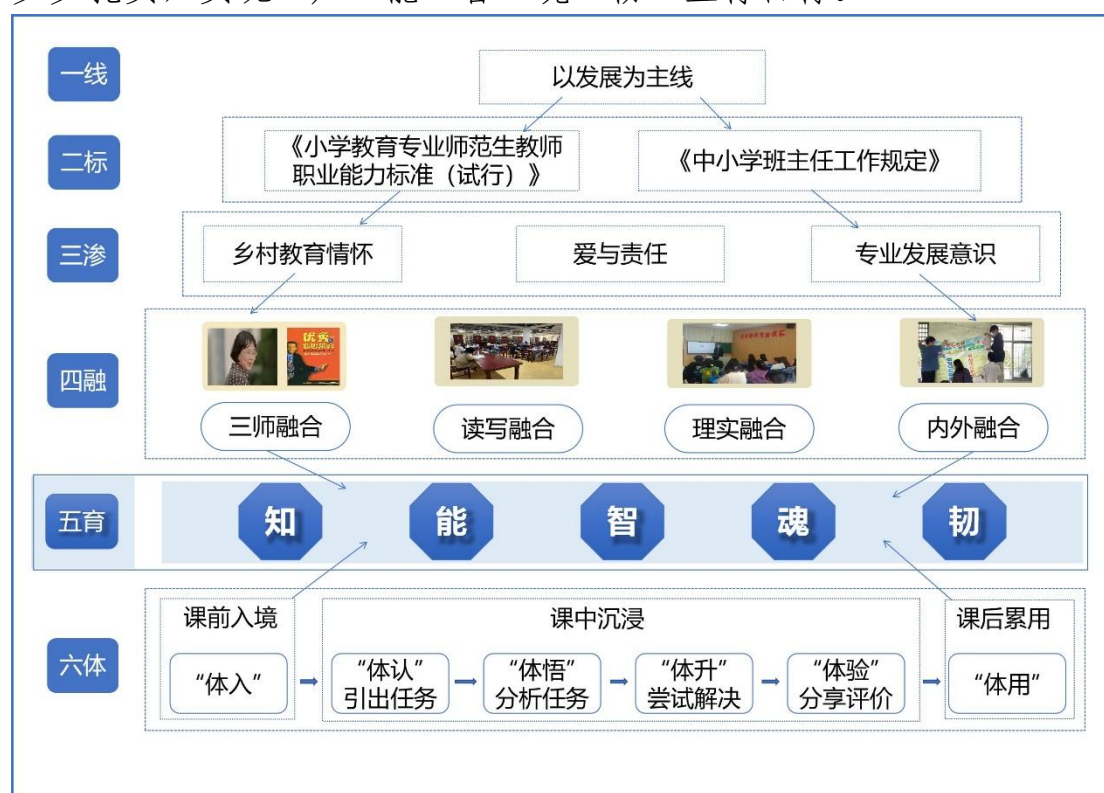 一线
以发展为主线
二标
《小学教育专业师范生教师
职业能力标准（试行）》
《中小学班主任工作规定》
三渗
乡村教育情怀
爱与责任
专业发展意识
四融
优秀
三师融合
读写融合
理实融合
内外融合
五育
知
能
智
魂
韧
六体
课前入境
课中沉浸
课后累用
“体入”
“体认”
引出任务
“体悟”
分析任务
“体升”
尝试解决
“体验”
分享评价
“体用”